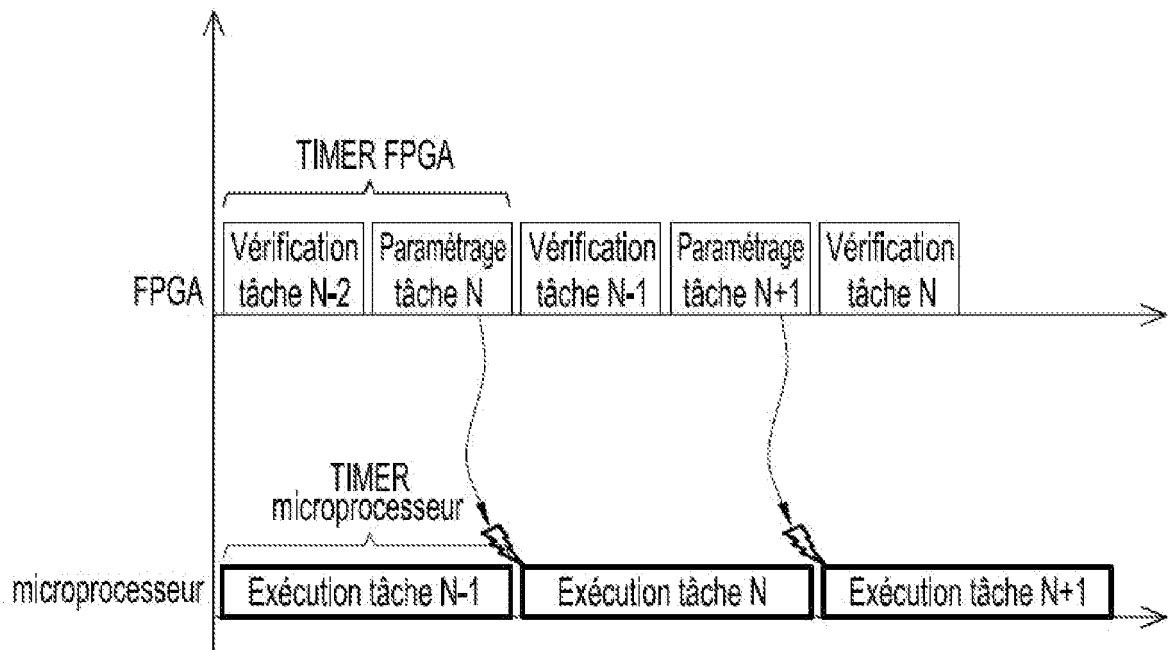 TIMER FPGA
Vérification
tâche N-2
Paramétrage
tâche N
Vérification
tâche N-1
Paramétrage
tâche N+1
Vérification
tâche N
FPGA
TIMER
microprocesseur
microprocesseur
Exécution tâche N-1
Exécution tâche N
Exécution tâche N+1